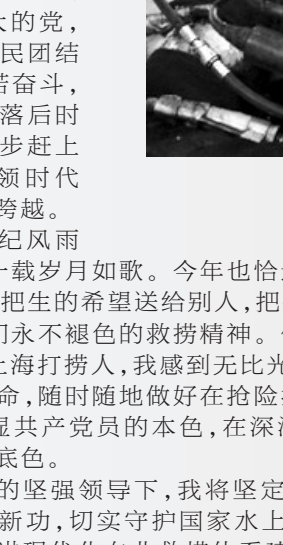 大的党,
民团结
苦奋斗,
落后时
步赶上
领时代
跨越。
纪风雨
一载岁月如歌。今年也恰
把生的希望送给别人,把
们永不褪色的救捞精神。
上海打捞人,我感到无比光
命,随时随地做好在抢险
显共产党员的本色,在深
底色。
的坚强领导下,我将坚定
新功,切实守护国家水上